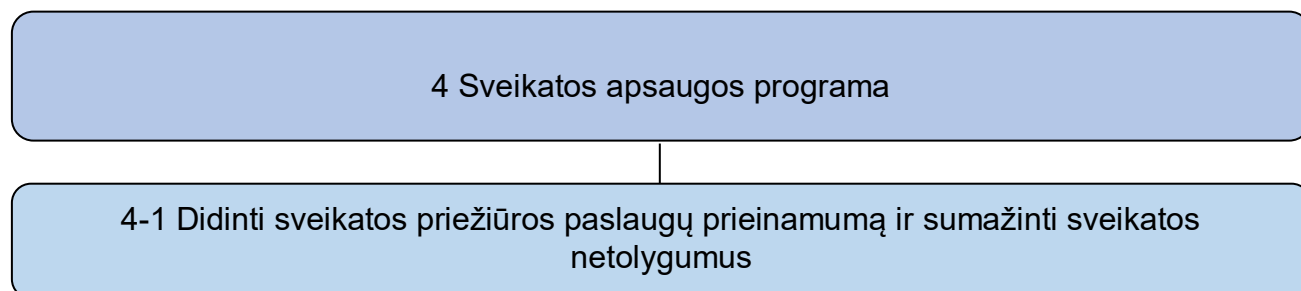 4 Sveikatos apsaugos programa
4-1 Didinti sveikatos priežiūros paslaugų prieinamumą ir sumažinti sveikatos
netolygumus